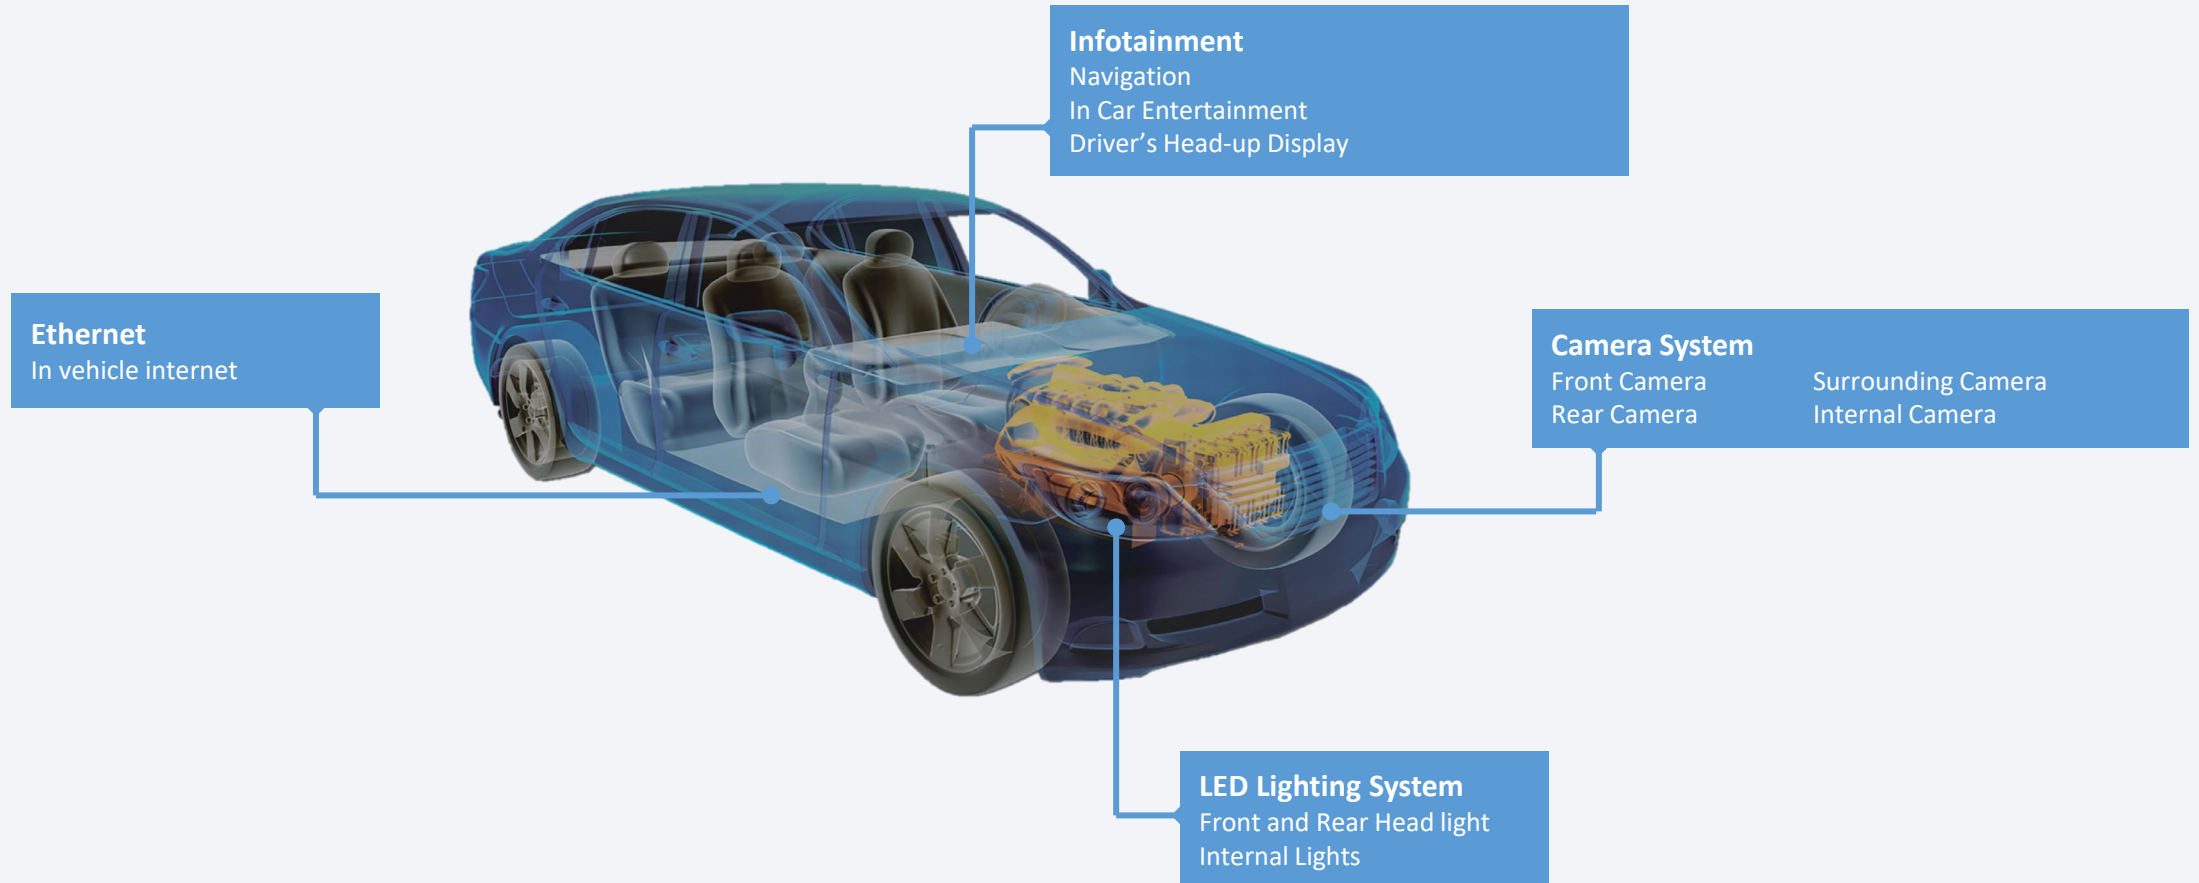 Infotainment
Navigation
In Car Entertainment
Driver’s Head-up Display
Ethernet
In vehicle internet
Camera System
Front Camera Surrounding Camera
Rear Camera Internal Camera
LED Lighting System
Front and Rear Head light
Internal Lights